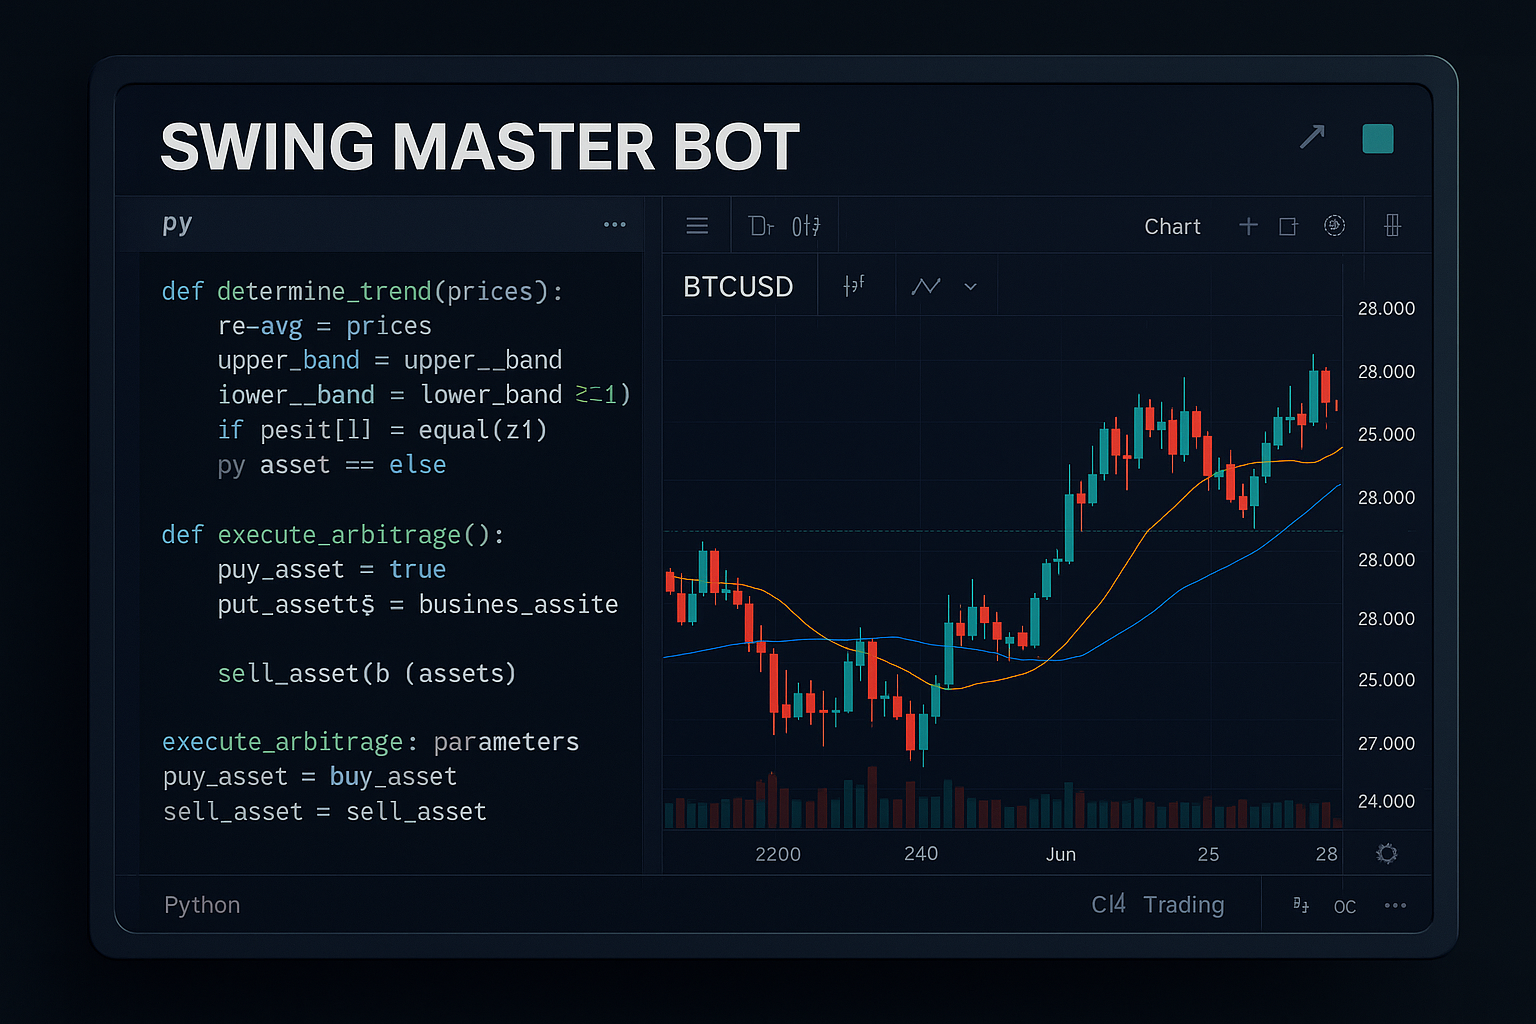 SWING MASTER BOT
py
def determine_trend(prices):
re–avg = prices
upper_band = upper__band
iower__band = lower_band
if pesit[l] = equal(z1)
py asset == else
def execute_arbitrage():
puy_asset = true
put_assett$ = busines_assite
sell_asset(b (assets)
execute_arbitrage: parameters
puy_asset = buy_asset
sell_asset = sell_asset
Python
Chart
BTCUSD
28.000
28.000
25.000
28.000
28.000
28.000
25.000
27.000
24.000
2200 240 Jun 25 28
Trading
OC